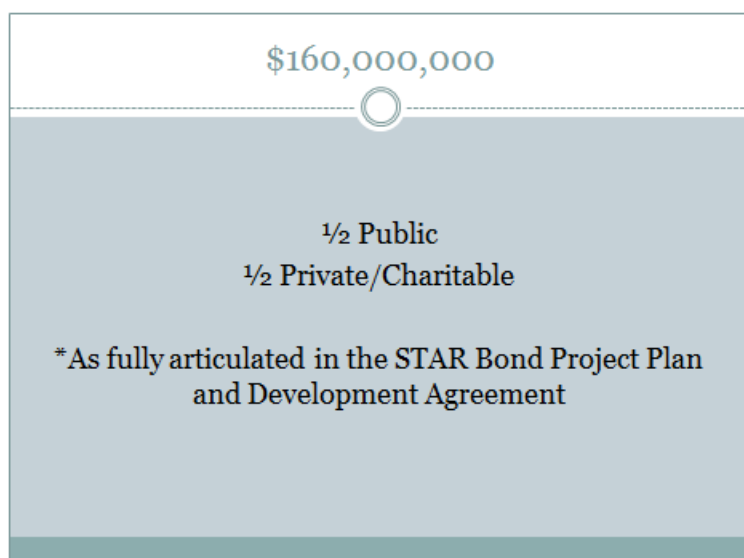 $160,000,000
½ Public
½ Private/Charitable
*As fully articulated in the STAR Bond Project Plan
and Development Agreement